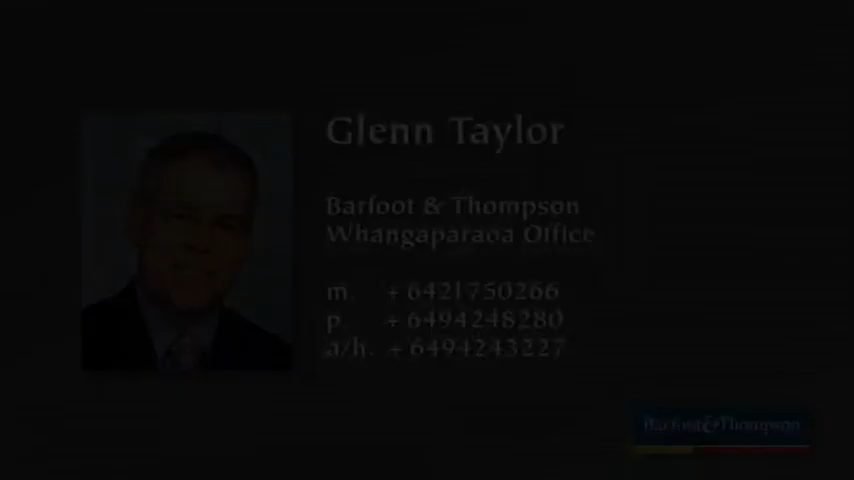 Glenn Taylor
Barfoot & Thompson
Whangaparaoa Office
m. +6421750266
p. +6494248280
a/h. +6494243227
Barfoot&Thompson